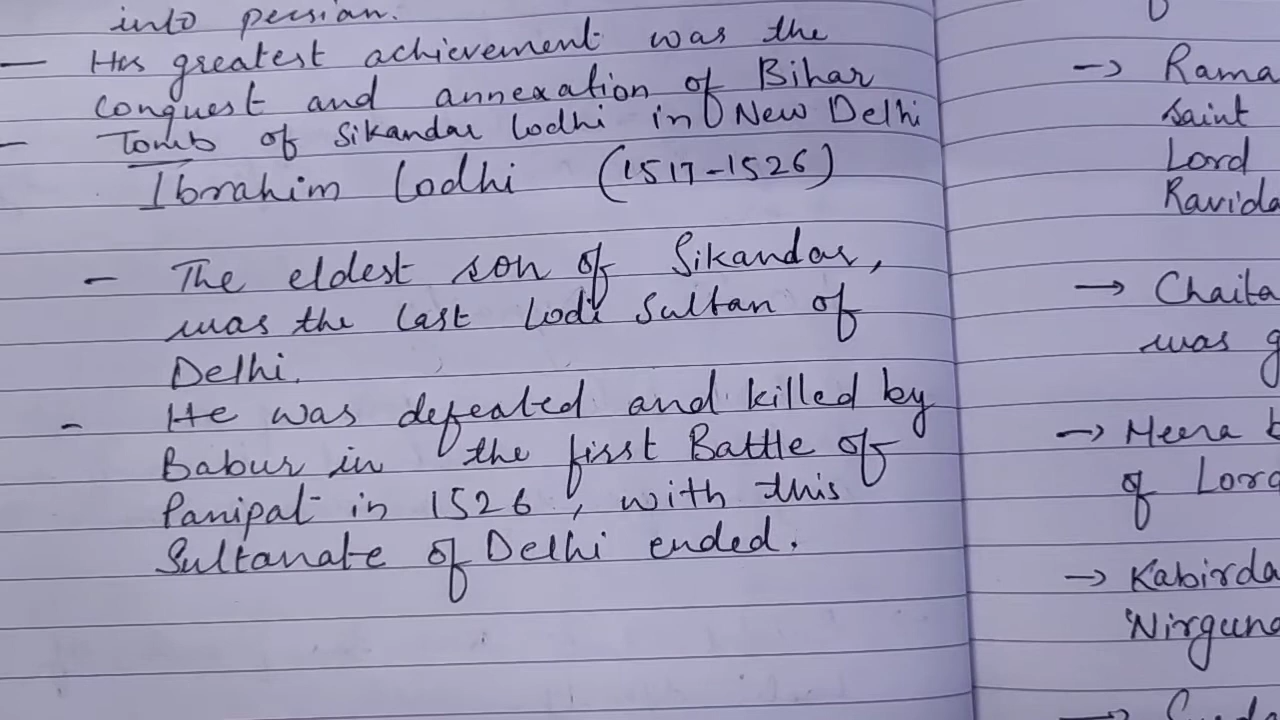 into persian.
— His greatest achievement was the
conquest and annexation of Bihar
– Tomb of Sikandar lodhi in New Delhi
Ibrahim Lodhi (1517-1526)
- The eldest son of Sikandar,
was the last Lodi Sultan of
Delhi.
- He was defeated and killed by
Babur in the first Battle of
Panipat in 1526, with this
Sultanate of Delhi ended.
→ Rama
saint
Lord
Ravida
→ Chaita
was g
→ Meera b
of Lord
→ Kabirda
'Nirguna